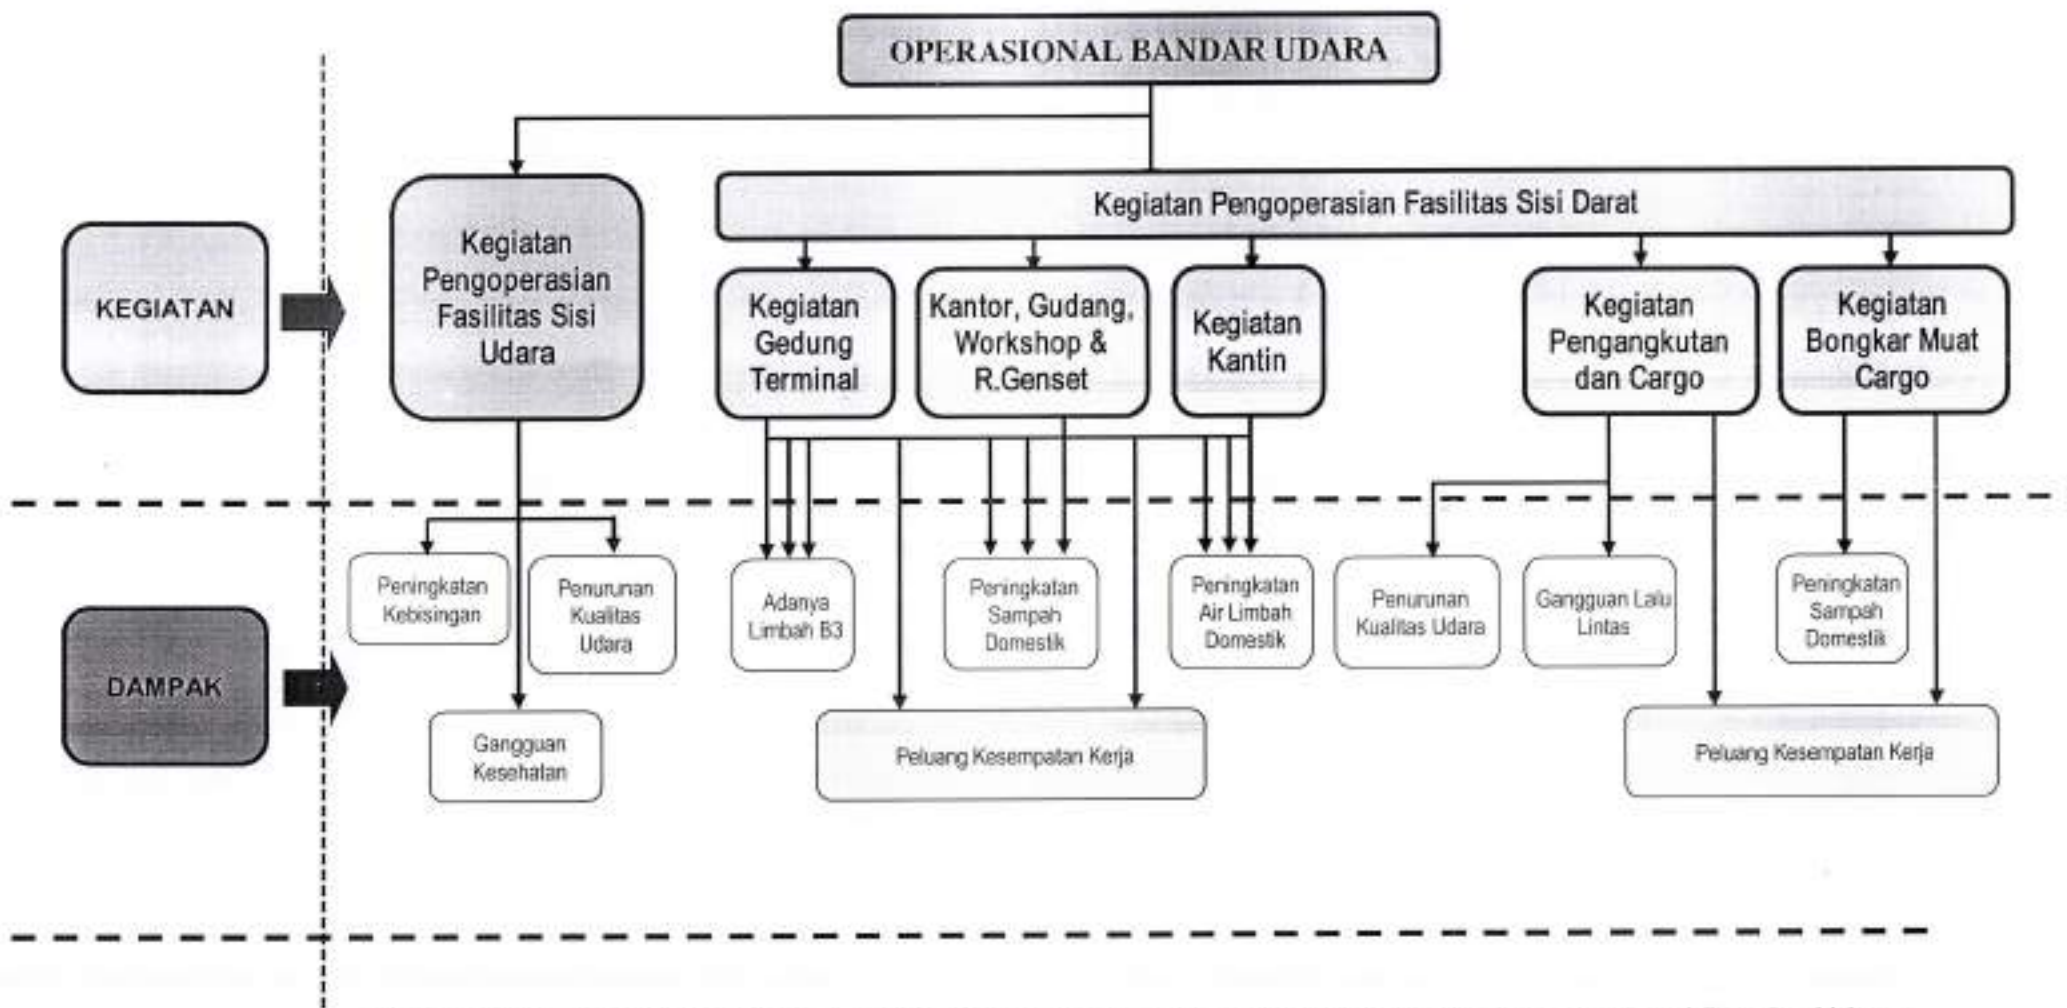 OPERASIONAL BANDAR UDARA
Kegiatan Pengoperasian Fasilitas Sisi Darat
KEGIATAN
Kegiatan
Pengoperasian
Fasilitas Sisi
Udara
Kegiatan
Gedung
Terminal
Kantor, Gudang,
Workshop &
R.Genset
Kegiatan
Kantin
Kegiatan
Pengangkutan
dan Cargo
Kegiatan
Bongkar Muat
Cargo
DAMPAK
Peningkatan
Kebisingan
Penurunan
Kualitas
Udara
Adanya
Limbah B3
Peningkatan
Sampah
Domestik
Peningkatan
Air Limbah
Domestik
Penurunan
Kualitas Udara
Gangguan Lalu
Lintas
Peningkatan
Sampah
Domestik
Gangguan
Kesehatan
Peluang Kesempatan Kerja
Peluang Kesempatan Kerja